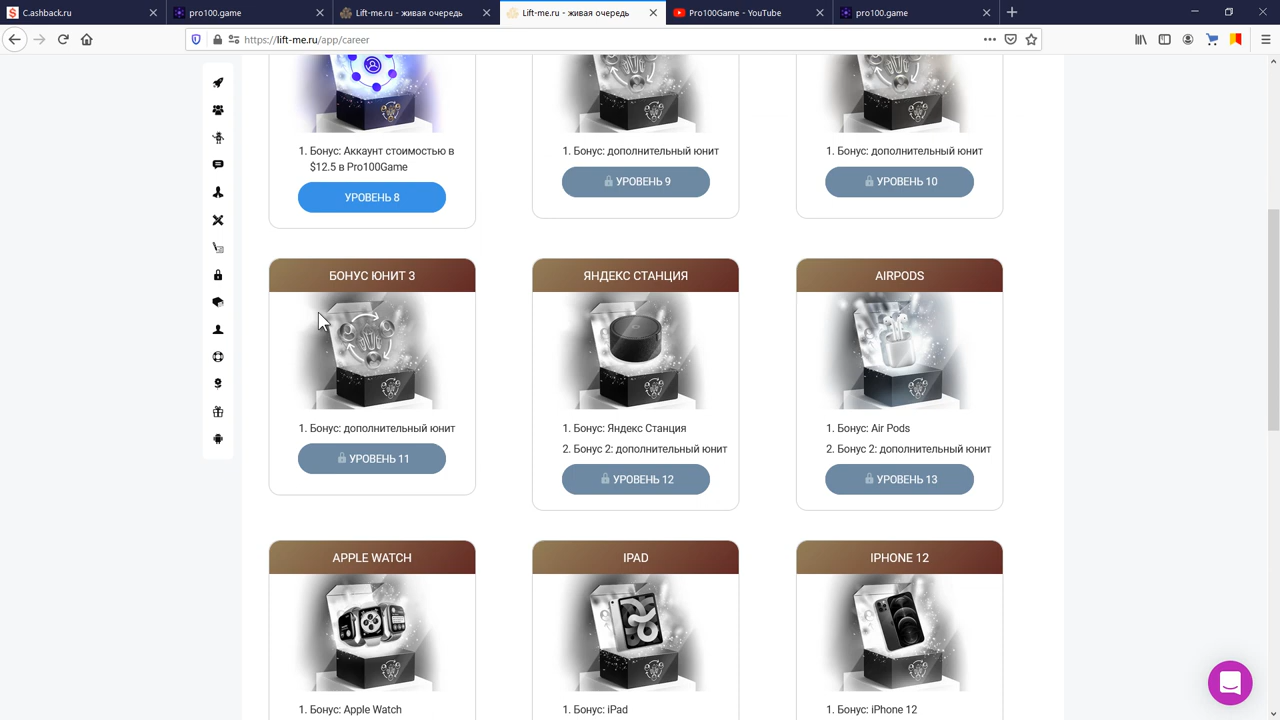 C.ashback.ru
pro100.game
Lift-me.ru - живая очередь
Lift-me.ru - живая очередь
Pro100Game - YouTube
pro100.game
https://lift-me.ru/app/career
1. Бонус: Аккаунт стоимостью в
$12.5 в Pro100Game
УРОВЕНЬ 8
1. Бонус: дополнительный юнит
УРОВЕНЬ 9
1. Бонус: дополнительный юнит
УРОВЕНЬ 10
БОНУС ЮНИТ 3
1. Бонус: дополнительный юнит
УРОВЕНЬ 11
ЯНДЕКС СТАНЦИЯ
1. Бонус: Яндекс Станция
2. Бонус 2: дополнительный юнит
УРОВЕНЬ 12
AIRPODS
1. Бонус: Air Pods
2. Бонус 2: дополнительный юнит
УРОВЕНЬ 13
APPLE WATCH
1. Бонус: Apple Watch
IPAD
1. Бонус: iPad
IPHONE 12
1. Бонус: iPhone 12